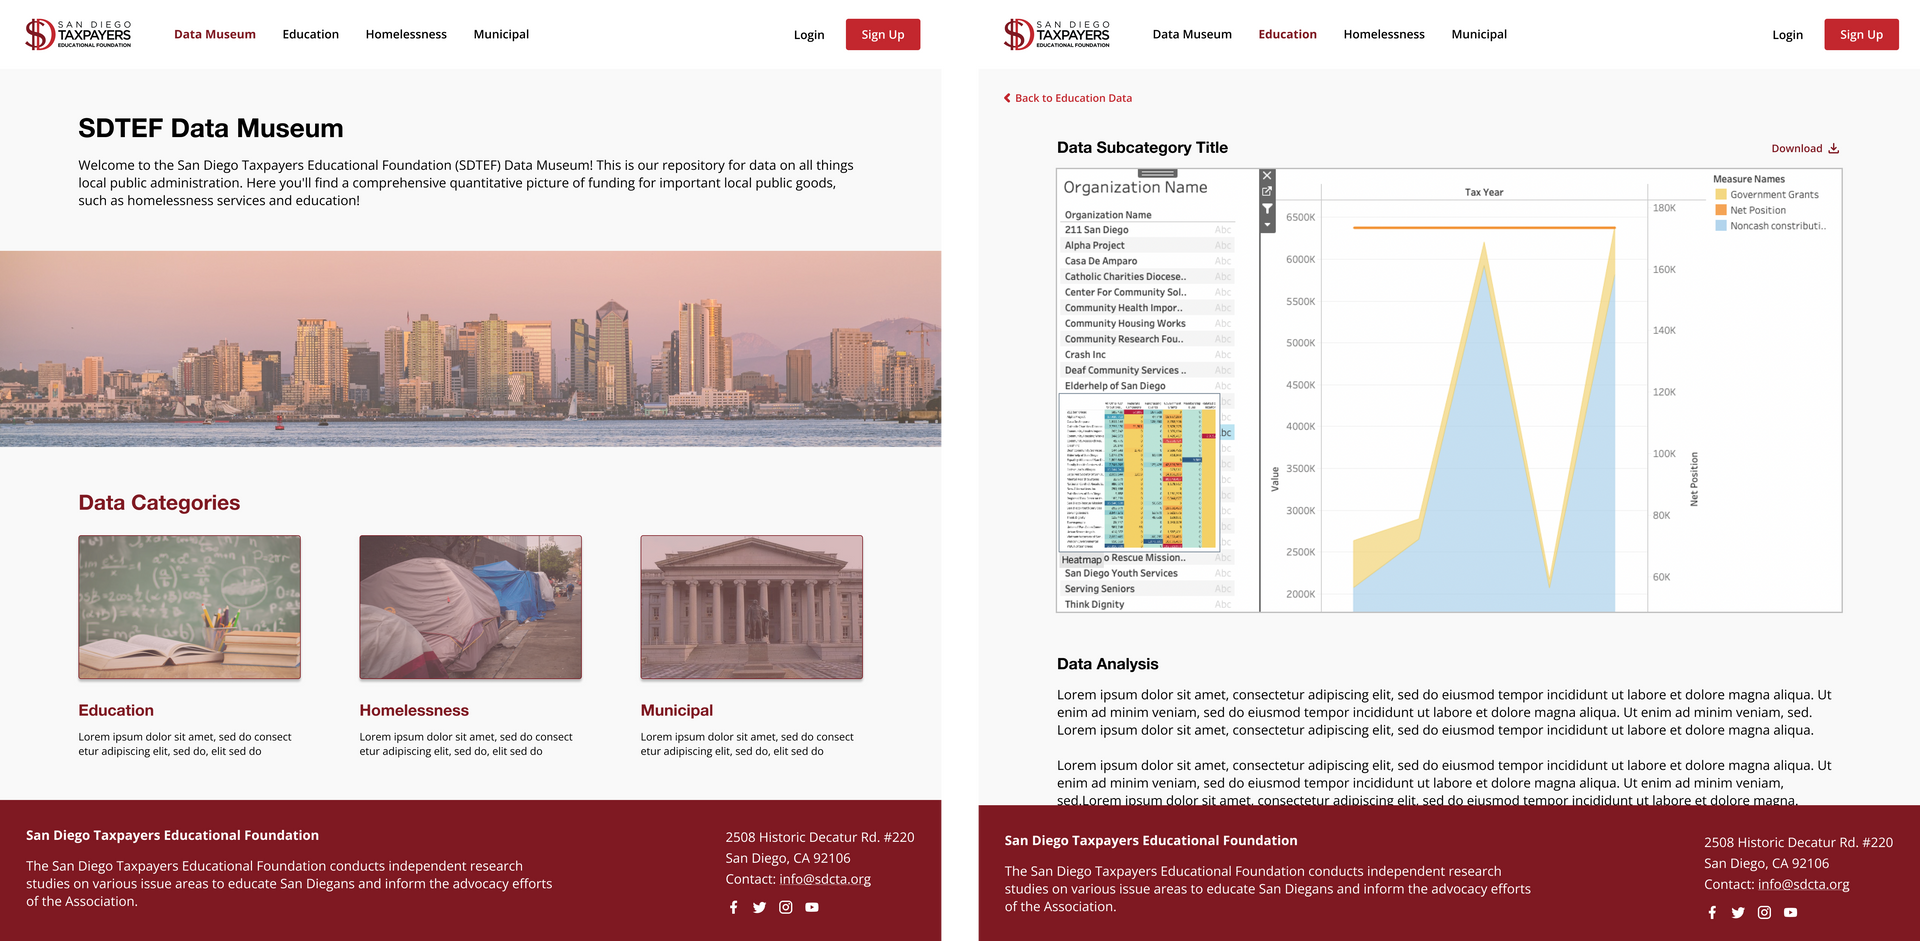 SAN DIEGO
TAXPAYERS
EDUCATIONAL FOUNDATION
Data Museum
Education
Homelessness
Municipal
Login
Sign Up
SDTEF Data Museum
Welcome to the San Diego Taxpayers Educational Foundation (SDTEF) Data Museum! This is our repository for data on all things
local public administration. Here you'll find a comprehensive quantitative picture of funding for important local public goods,
such as homelessness services and education!
Data Categories
Education
Lorem ipsum dolor sit amet, sed do consect
etur adipiscing elit, sed do, elit sed do
Homelessness
Lorem ipsum dolor sit amet, sed do consect
etur adipiscing elit, sed do, elit sed do
Municipal
Lorem ipsum dolor sit amet, sed do consect
etur adipiscing elit, sed do, elit sed do
San Diego Taxpayers Educational Foundation
The San Diego Taxpayers Educational Foundation conducts independent research
studies on various issue areas to educate San Diegans and inform the advocacy efforts
of the Association.
2508 Historic Decatur Rd. #220
San Diego, CA 92106
Contact: info@sdcta.org
SAN DIEGO
TAXPAYERS
EDUCATIONAL FOUNDATION
Data Museum
Education
Homelessness
Municipal
Login
Sign Up
Back to Education Data
Data Subcategory Title
Download
Organization Name
Organization Name
211 San Diego Abc
Alpha Project Abc
Casa De Amparo Abc
Catholic Charities Diocese.. Abc
Center For Community Sol.. Abc
Community Health Impor.. Abc
Community Housing Works Abc
Community Research Fou.. Abc
Crash Inc Abc
Deaf Community Services .. Abc
Elderhelp of San Diego Abc
Heatmap o Rescue Mission.. Abc
San Diego Youth Services Abc
Serving Seniors Abc
Think Dignity Abc
Tax Year
Value
6500K
6000K
5500K
5000K
4500K
4000K
3500K
3000K
2500K
2000K
180K
160K
140K
120K
100K
80K
60K
Net Position
Measure Names
Government Grants
Net Position
Noncash constributi..
Data Analysis
Lorem ipsum dolor sit amet, consectetur adipiscing elit, sed do eiusmod tempor incididunt ut labore et dolore magna aliqua. Ut
enim ad minim veniam, sed do eiusmod tempor incididunt ut labore et dolore magna aliqua. Ut enim ad minim veniam, sed.
Lorem ipsum dolor sit amet, consectetur adipiscing elit, sed do eiusmod tempor incididunt ut labore et dolore magna aliqua.
Lorem ipsum dolor sit amet, consectetur adipiscing elit, sed do eiusmod tempor incididunt ut labore et dolore magna aliqua. Ut
enim ad minim veniam, sed do eiusmod tempor incididunt ut labore et dolore magna aliqua. Ut enim ad minim veniam,
sed.Lorem ipsum dolor sit amet, consectetur adipiscing elit, sed do eiusmod tempor incididunt ut labore et dolore magna.
San Diego Taxpayers Educational Foundation
The San Diego Taxpayers Educational Foundation conducts independent research
studies on various issue areas to educate San Diegans and inform the advocacy efforts
of the Association.
2508 Historic Decatur Rd. #220
San Diego, CA 92106
Contact: info@sdcta.org